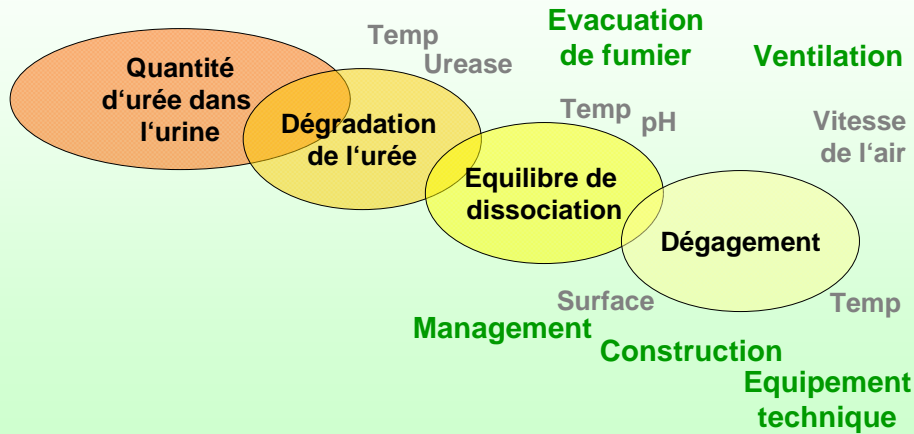 Quantité
d‘urée dans
l‘urine
Temp
Urease
Evacuation
de fumier
Ventilation
Dégradation
de l‘urée
Temp
pH
Vitesse
de l‘air
Equilibre de
dissociation
Dégagement
Surface
Temp
Management
Construction
Equipement
technique